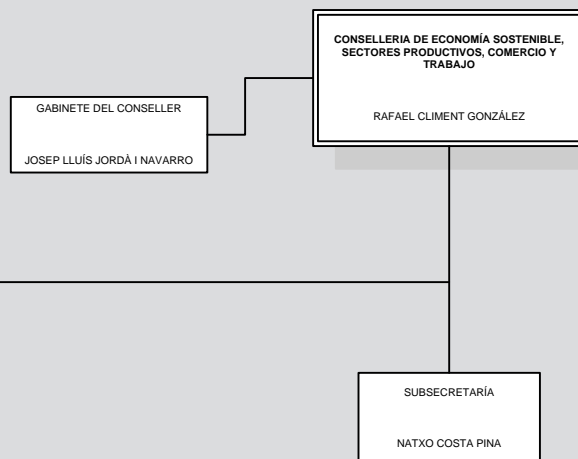 CONSELLERIA DE ECONOMÍA SOSTENIBLE,
SECTORES PRODUCTIVOS, COMERCIO Y
TRABAJO
RAFAEL CLIMENT GONZÁLEZ
GABINETE DEL CONSELLER
JOSEP LLUÍS JORDÀ I NAVARRO
SUBSECRETARÍA
NATXO COSTA PINA